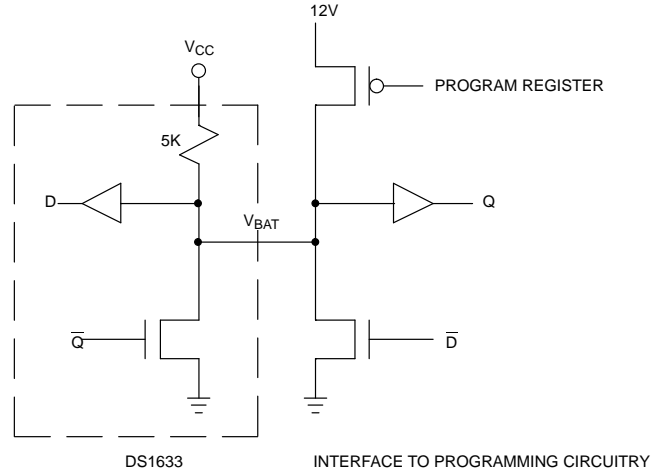 12V
V_CC
PROGRAM REGISTER
5K
D
Q
V_BAT
Q̅
D̅
DS1633
INTERFACE TO PROGRAMMING CIRCUITRY